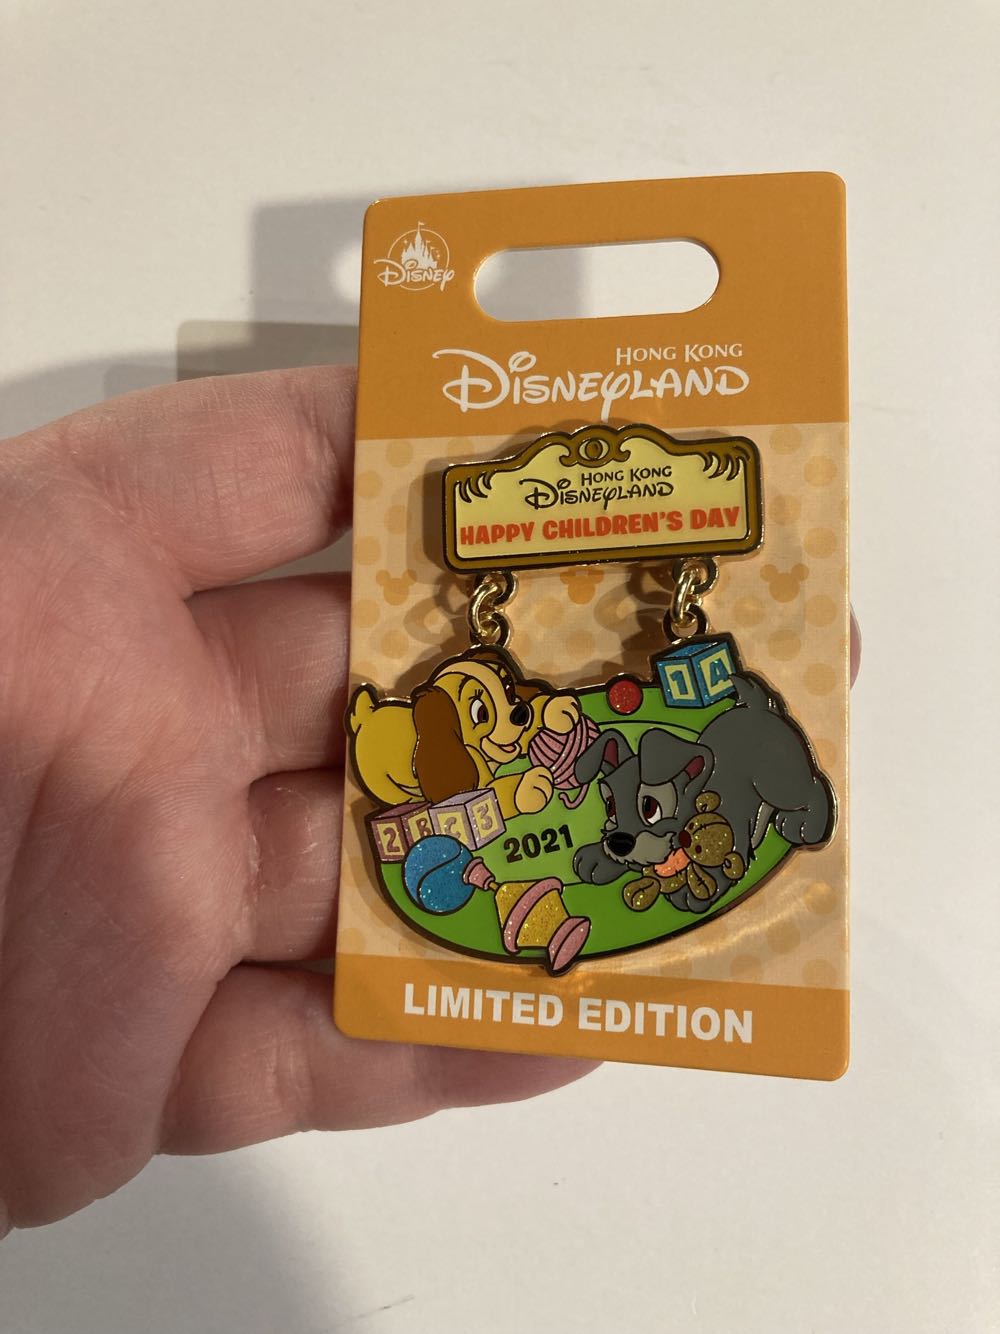 Disney
HONG KONG
DISNEYLAND
HONG KONG
DISNEYLAND
HAPPY CHILDREN'S DAY
1 A
2 B C 3
2021
LIMITED EDITION